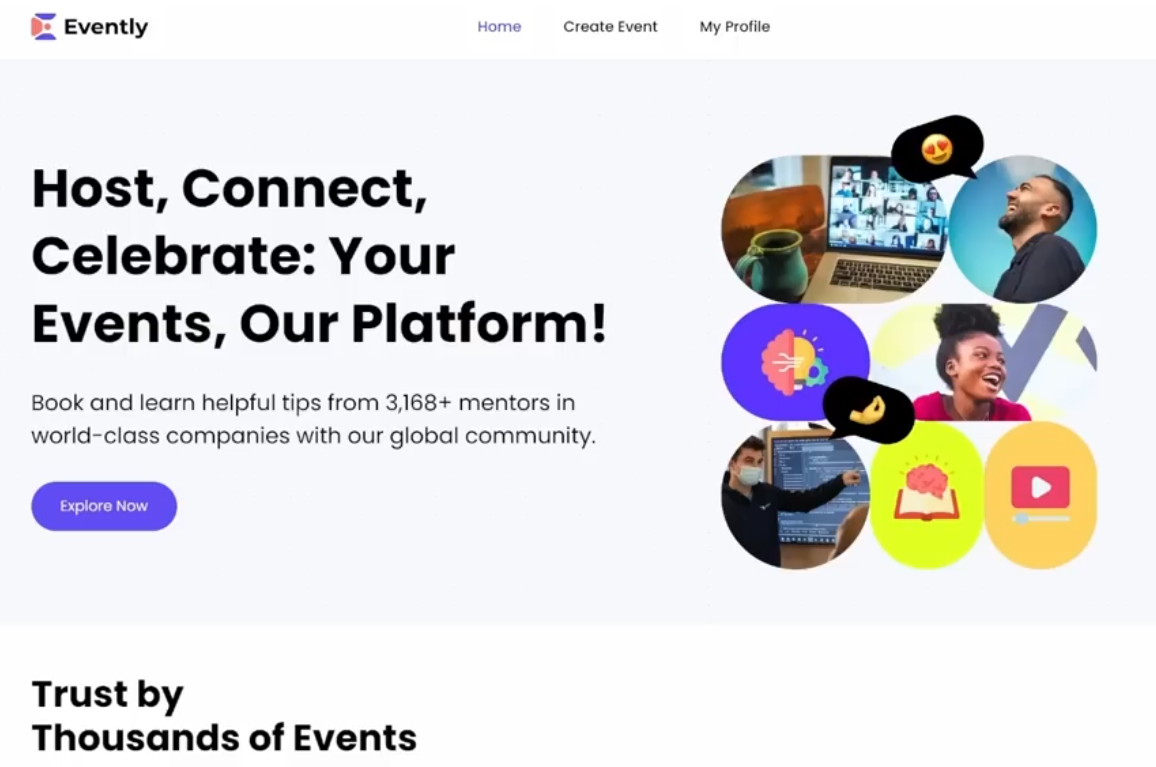 Evently
Home
Create Event
My Profile
Host, Connect,
Celebrate: Your
Events, Our Platform!
Book and learn helpful tips from 3,168+ mentors in
world-class companies with our global community.
Explore Now
Trust by
Thousands of Events